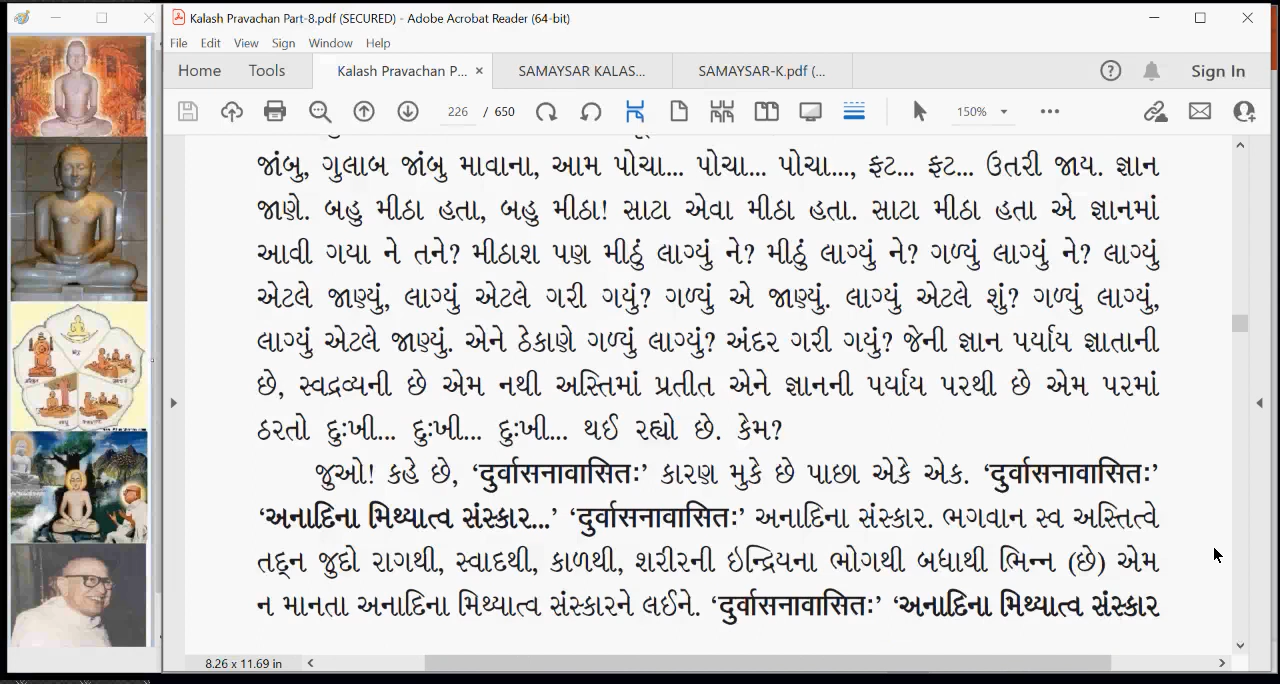 Kalash Pravachan Part-8.pdf (SECURED) - Adobe Acrobat Reader (64-bit)
File Edit View Sign Window Help
Home Tools Kalash Pravachan P... × SAMAYSAR KALAS... SAMAYSAR-K.pdf (... Sign In
226 / 650 150%
જાંબુ, ગુલાબ જાંબુ માવાના, આમ પોચા... પોચા... પોચા..., ફટ... ફટ... ઉતરી જાય. જ્ઞાન
જાણે. બહુ મીઠા હતા, બહુ મીઠા! સાટા એવા મીઠા હતા. સાટા મીઠા હતા એ જ્ઞાનમાં
આવી ગયા ને તને? મીઠાશ પણ મીઠું લાગ્યું ને? મીઠું લાગ્યું ને? ગળ્યું લાગ્યું ને? લાગ્યું
એટલે જાણ્યું, લાગ્યું એટલે ગરી ગયું? ગળ્યું એ જાણ્યું. લાગ્યું એટલે શું? ગળ્યું લાગ્યું,
લાગ્યું એટલે જાણ્યું. એને ઠેકાણે ગળ્યું લાગ્યું? અંદર ગરી ગયું? જેની જ્ઞાન પર્યાય જ્ઞાતાની
છે, સ્વદ્રવ્યની છે એમ નથી અસ્તિમાં પ્રતીત એને જ્ઞાનની પર્યાય પરથી છે એમ પરમાં
ઠરતો દુઃખી... દુઃખી... દુઃખી... થઈ રહ્યો છે. કેમ?
જુઓ! કહે છે, ‘दुर्वासनावासितः’ કારણ મુકે છે પાછા એકે એક. ‘दुर्वासनावासितः’
‘અનાદિના મિથ્યાત્વ સંસ્કાર...’ ‘दुर्वासनावासितः’ અનાદિના સંસ્કાર. ભગવાન સ્વ અસ્તિત્વે
તદ્દન જુદો રાગથી, સ્વાદથી, કાળથી, શરીરની ઇન્દ્રિયના ભોગથી બધાથી ભિન્ન (છે) એમ
ન માનતા અનાદિના મિથ્યાત્વ સંસ્કારને લઈને. ‘दुर्वासनावासितः’ ‘અનાદિના મિથ્યાત્વ સંસ્કાર
8.26 x 11.69 in